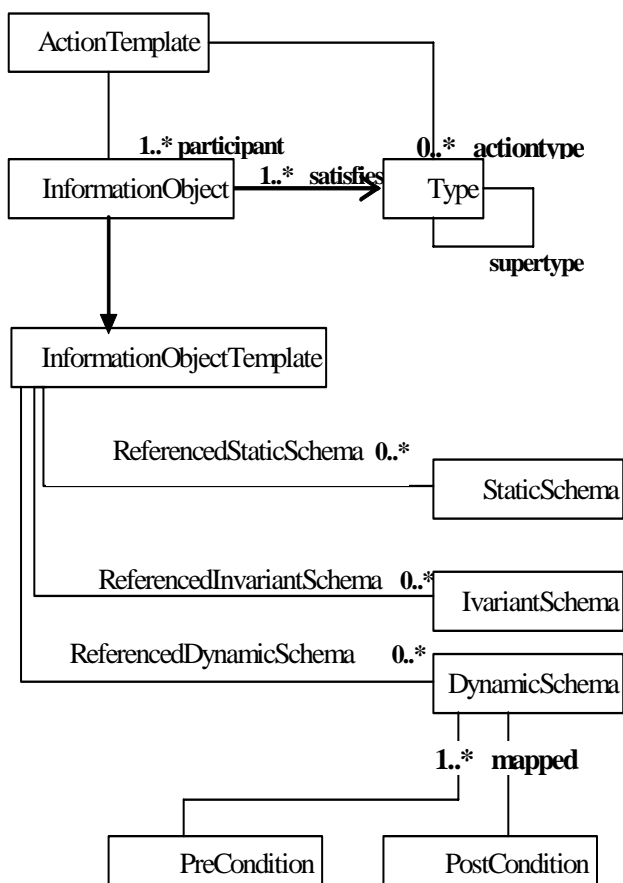 ActionTemplate
1..* participant
0..* actiontype
InformationObject
1..* satisfies
Type
supertype
InformationObjectTemplate
ReferencedStaticSchema 0..*
StaticSchema
ReferencedInvariantSchema 0..*
IvariantSchema
ReferencedDynamicSchema 0..*
DynamicSchema
1..* mapped
PreCondition
PostCondition